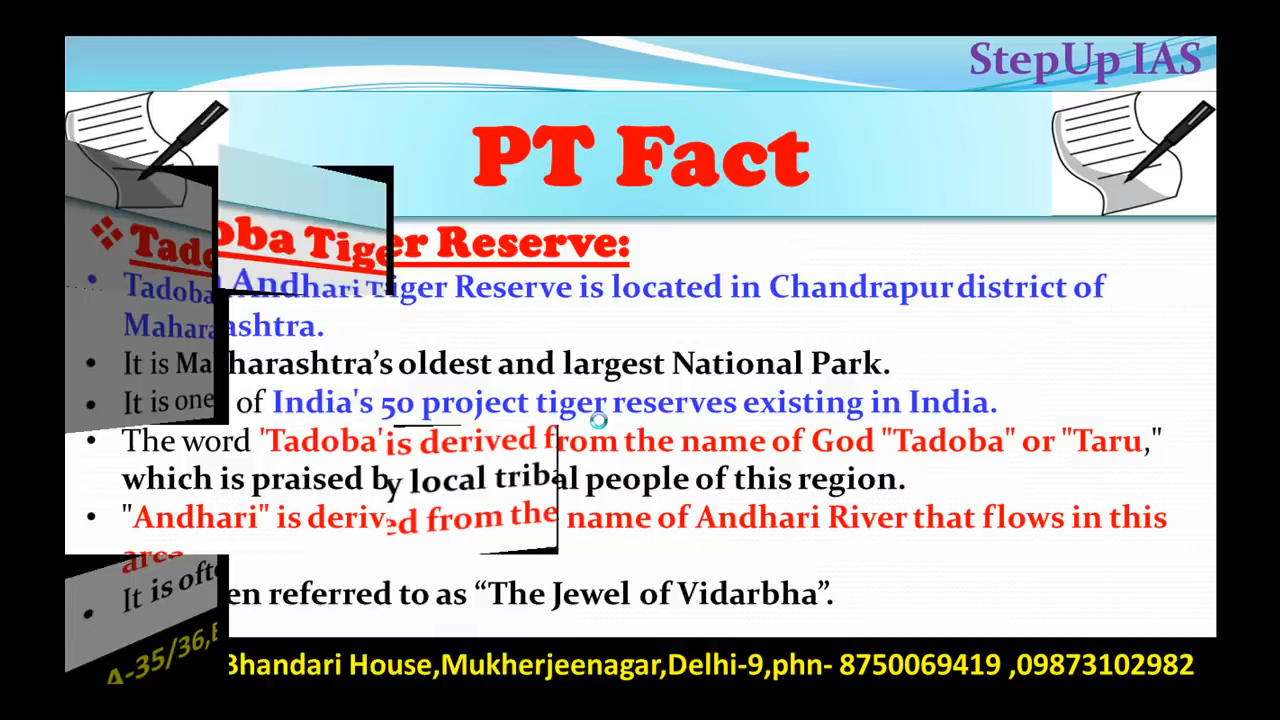 StepUp IAS
PT Fact
Tadoba Tiger Reserve:
• Tadoba Andhari Tiger Reserve is located in Chandrapur district of
Maharashtra.
• It is Maharashtra’s oldest and largest National Park.
• It is one of India's 50 project tiger reserves existing in India.
• The word 'Tadoba' is derived from the name of God "Tadoba" or "Taru,"
which is praised by local tribal people of this region.
• "Andhari" is derived from the name of Andhari River that flows in this
area
• It is often referred to as “The Jewel of Vidarbha”.
A-35/36,Bhandari House,Mukherjeenagar,Delhi-9,phn- 8750069419 ,09873102982